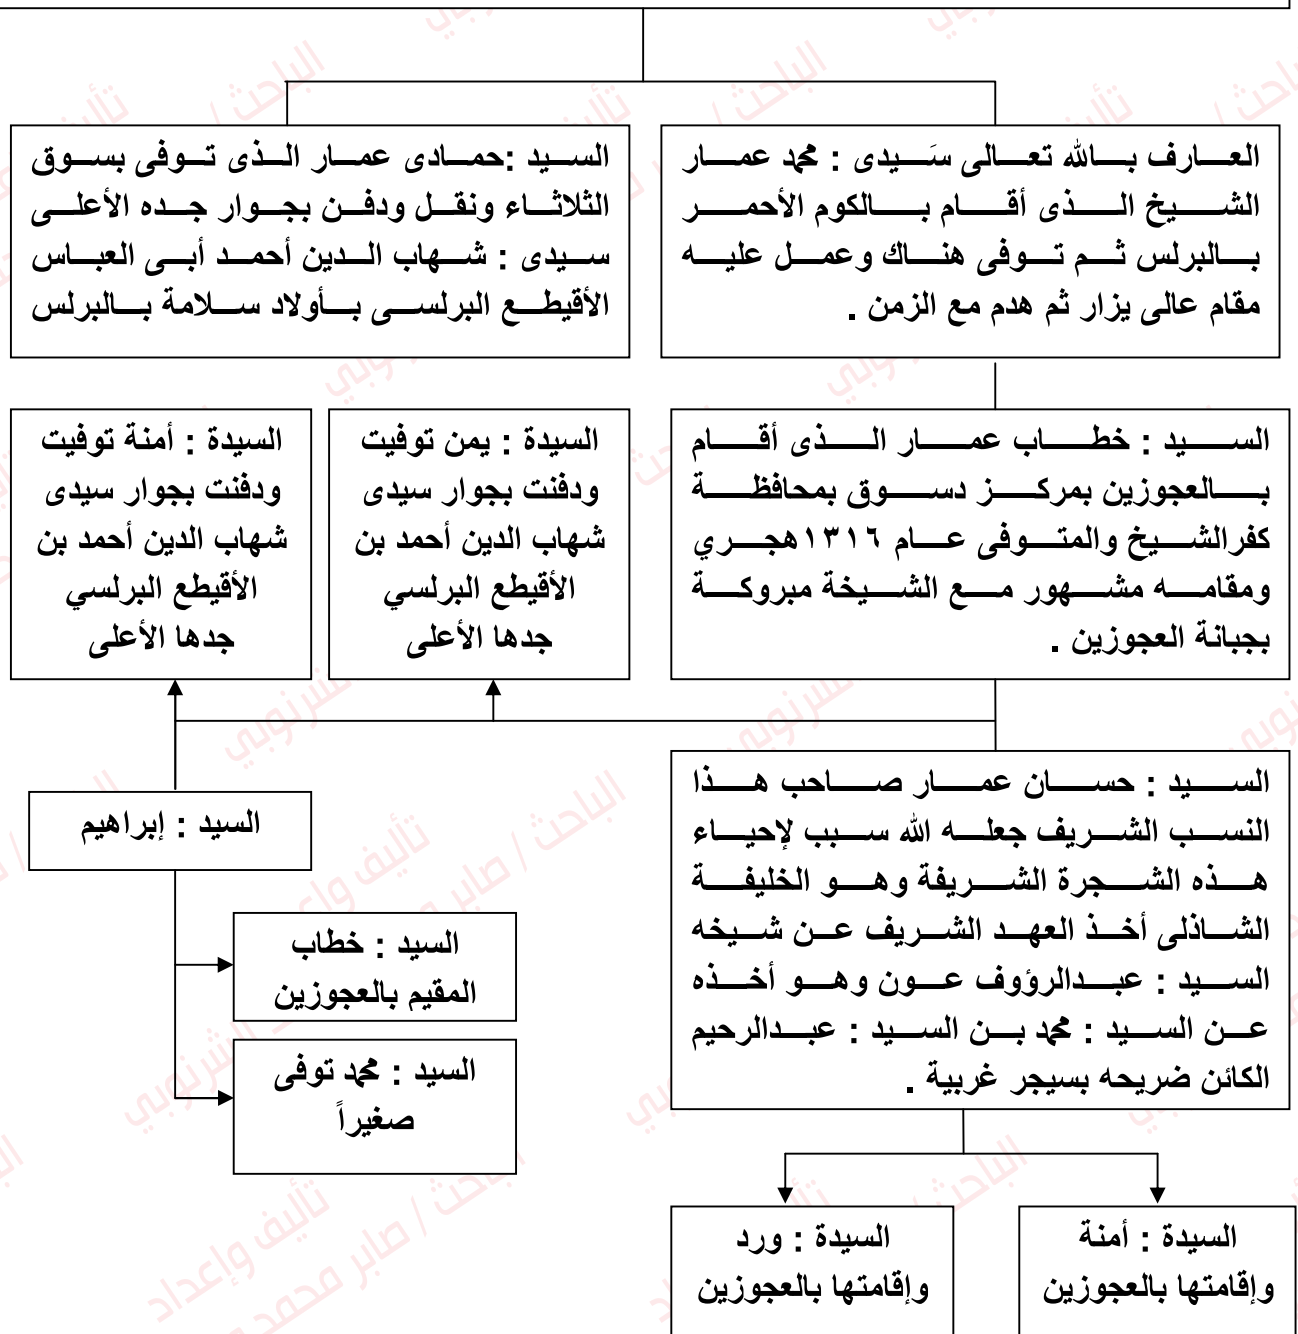 العارف بالله تعالى سَيدى : محمد عمار
الشيخ الذى أقام بالكوم الأحمر
بالبرلس ثم توفى هناك وعمل عليه
مقام عالى يزار ثم هدم مع الزمن .
السيد :حمادى عمار الذى توفى بسوق
الثلاثاء ونقل ودفن بجوار جده الأعلى
سيدى : شهاب الدين أحمد أبى العباس
الأقيطع البرلسى بأولاد سلامة بالبرلس
السيد : خطاب عمار الذى أقام
بالعجوزين بمركز دسوق بمحافظة
كفرالشيخ والمتوفى عام ١٣١٦هجري
ومقامه مشهور مع الشيخة مبروكة
بجبانة العجوزين .
السيدة : يمن توفيت
ودفنت بجوار سيدى
شهاب الدين أحمد بن
الأقيطع البرلسي
جدها الأعلى
السيدة : أمنة توفيت
ودفنت بجوار سيدى
شهاب الدين أحمد بن
الأقيطع البرلسي
جدها الأعلى
السيد : حسان عمار صاحب هذا
النسب الشريف جعله الله سبب لإحياء
هذه الشجرة الشريفة وهو الخليفة
الشاذلى أخذ العهد الشريف عن شيخه
السيد : عبدالرؤوف عون وهو أخذه
عن السيد : محمد بن السيد : عبدالرحيم
الكائن ضريحه بسيجر غربية .
السيد : إبراهيم
السيد : خطاب
المقيم بالعجوزين
السيد : محمد توفى
صغيراً
السيدة : أمنة
وإقامتها بالعجوزين
السيدة : ورد
وإقامتها بالعجوزين
تأليف وإعداد
الباحث / صابر محمد
الشرنوبي